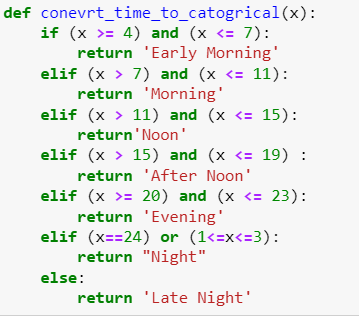 def conevrt_time_to_catogrical(x):
    if (x >= 4) and (x <= 7):
        return 'Early Morning'
    elif (x > 7) and (x <= 11):
        return 'Morning'
    elif (x > 11) and (x <= 15):
        return'Noon'
    elif (x > 15) and (x <= 19) :
        return 'After Noon'
    elif (x >= 20) and (x <= 23):
        return 'Evening'
    elif (x==24) or (1<=x<=3):
        return "Night"
    else:
        return 'Late Night'